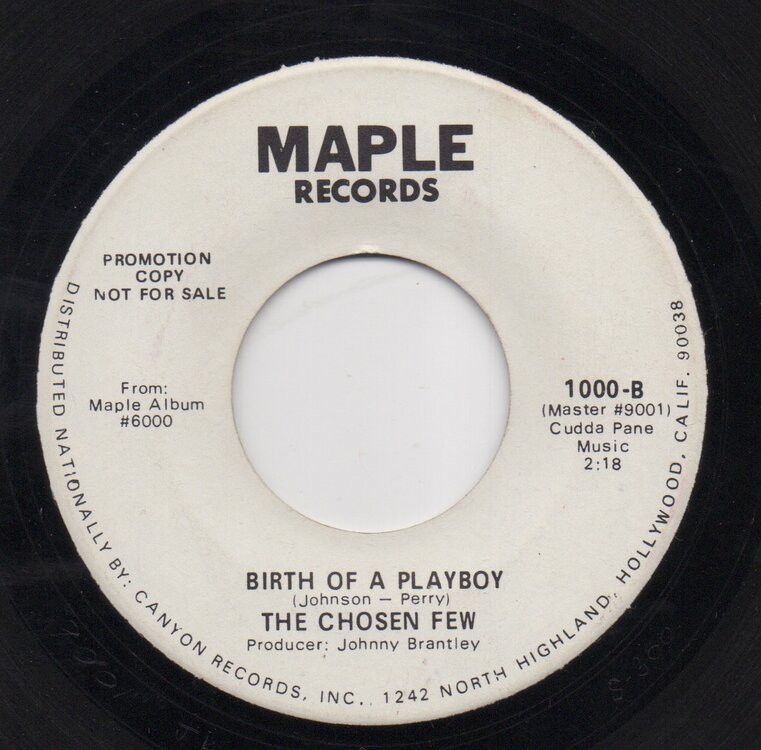 MAPLE
RECORDS
PROMOTION
COPY
NOT FOR SALE
From:
Maple Album
#6000
1000-B
(Master #9001)
Cudda Pane
Music
2:18
BIRTH OF A PLAYBOY
(Johnson — Perry)
THE CHOSEN FEW
Producer: Johnny Brantley
DISTRIBUTED NATIONALLY BY: CANYON RECORDS, INC., 1242 NORTH HIGHLAND, HOLLYWOOD, CALIF. 90038